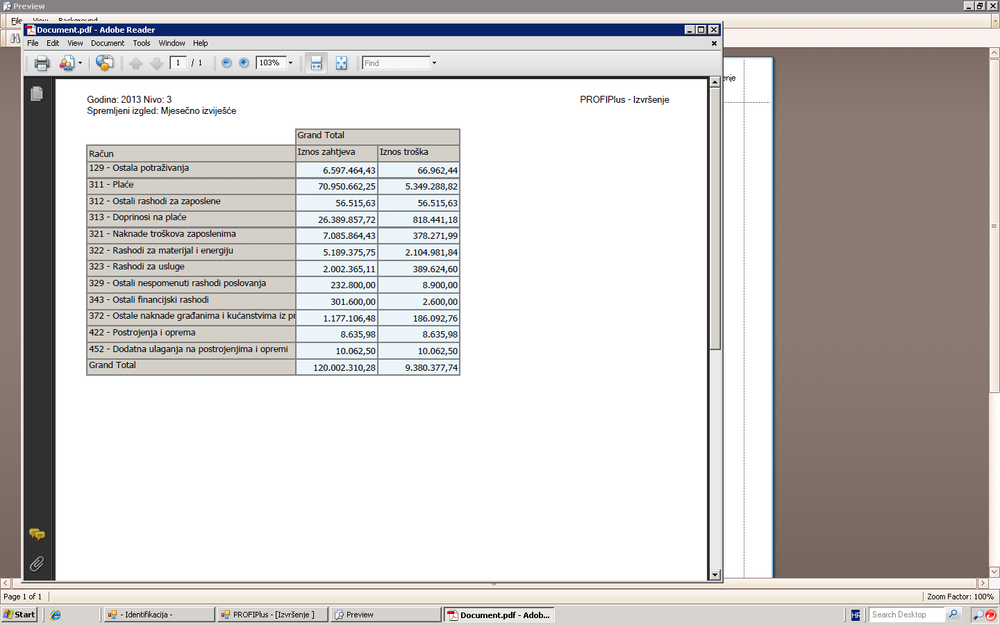 Preview
File View Background
Document.pdf - Adobe Reader
File Edit View Document Tools Window Help
1 / 1 103% Find
Godina: 2013 Nivo: 3 PROFIPlus - Izvršenje
Spremljeni izgled: Mjesečno izviješće
Grand Total
Račun Iznos zahtjeva Iznos troška
129 - Ostala potraživanja 6.597.464,43 66.962,44
311 - Plaće 70.950.662,25 5.349.288,82
312 - Ostali rashodi za zaposlene 56.515,63 56.515,63
313 - Doprinosi na plaće 26.389.857,72 818.441,18
321 - Naknade troškova zaposlenima 7.085.864,43 378.271,99
322 - Rashodi za materijal i energiju 5.189.375,75 2.104.981,84
323 - Rashodi za usluge 2.002.365,11 389.624,60
329 - Ostali nespomenuti rashodi poslovanja 232.800,00 8.900,00
343 - Ostali financijski rashodi 301.600,00 2.600,00
372 - Ostale naknade građanima i kućanstvima iz pr 1.177.106,48 186.092,76
422 - Postrojenja i oprema 8.635,98 8.635,98
452 - Dodatna ulaganja na postrojenjima i opremi 10.062,50 10.062,50
Grand Total 120.002.310,28 9.380.377,74
enje
Page 1 of 1 Zoom Factor: 100%
Start - Identifikacija - PROFIPlus - [Izvršenje ] Preview Document.pdf - Adob... HR Search Desktop